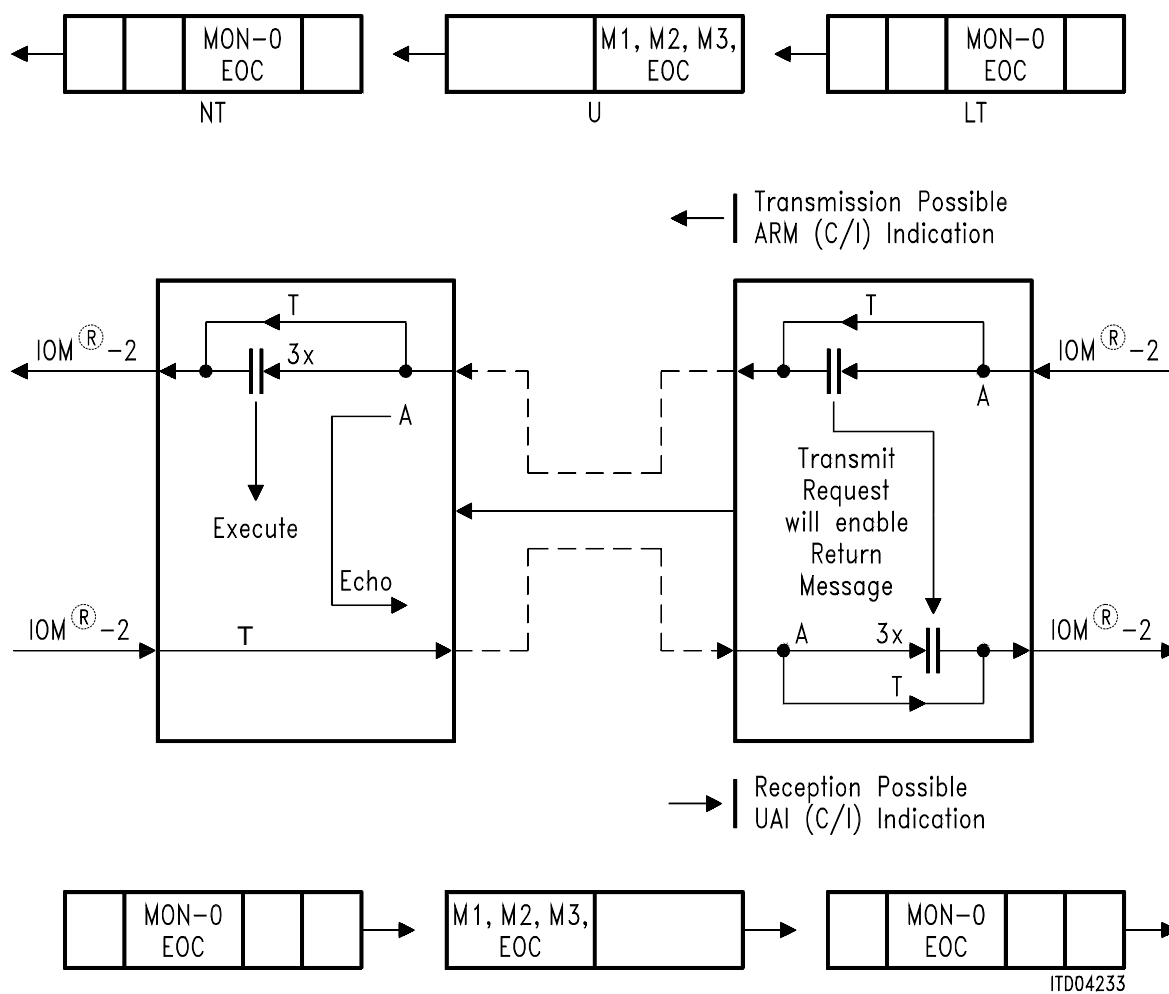 MON-0
EOC
M1, M2, M3,
EOC
MON-0
EOC
NT
U
LT
Transmission Possible
ARM (C/I) Indication
T
T
IOM®-2
3x
IOM®-2
A
A
Transmit
Request
will enable
Return
Message
Execute
Echo
IOM®-2
T
A
3x
IOM®-2
T
Reception Possible
UAI (C/I) Indication
MON-0
EOC
M1, M2, M3,
EOC
MON-0
EOC
ITD04233